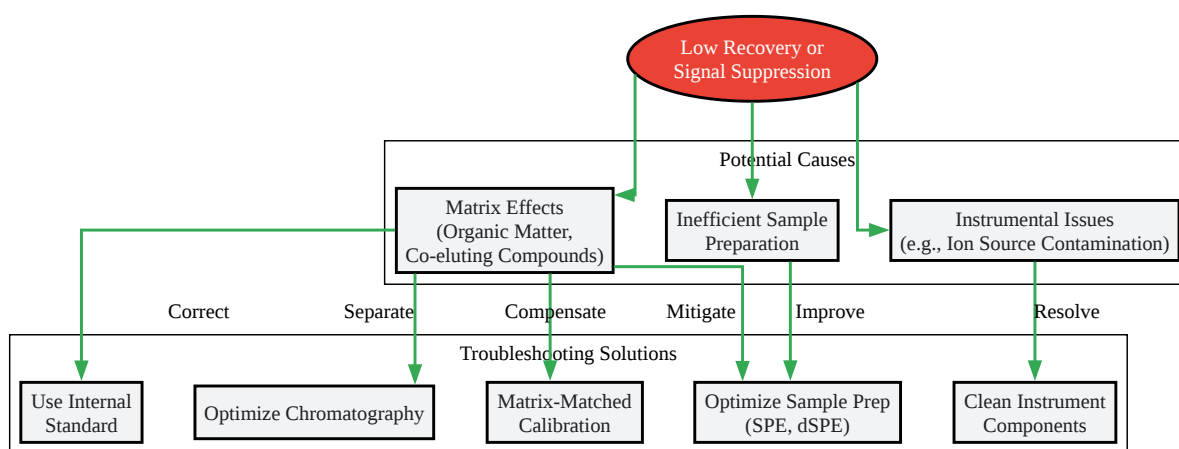 Low Recovery or
Signal Suppression
Potential Causes
Matrix Effects
(Organic Matter,
Co-eluting Compounds)
Inefficient Sample
Preparation
Instrumental Issues
(e.g., Ion Source Contamination)
Correct
Separate
Compensate
Mitigate
Improve
Resolve
Troubleshooting Solutions
Use Internal
Standard
Optimize Chromatography
Matrix-Matched
Calibration
Optimize Sample Prep
(SPE, dSPE)
Clean Instrument
Components